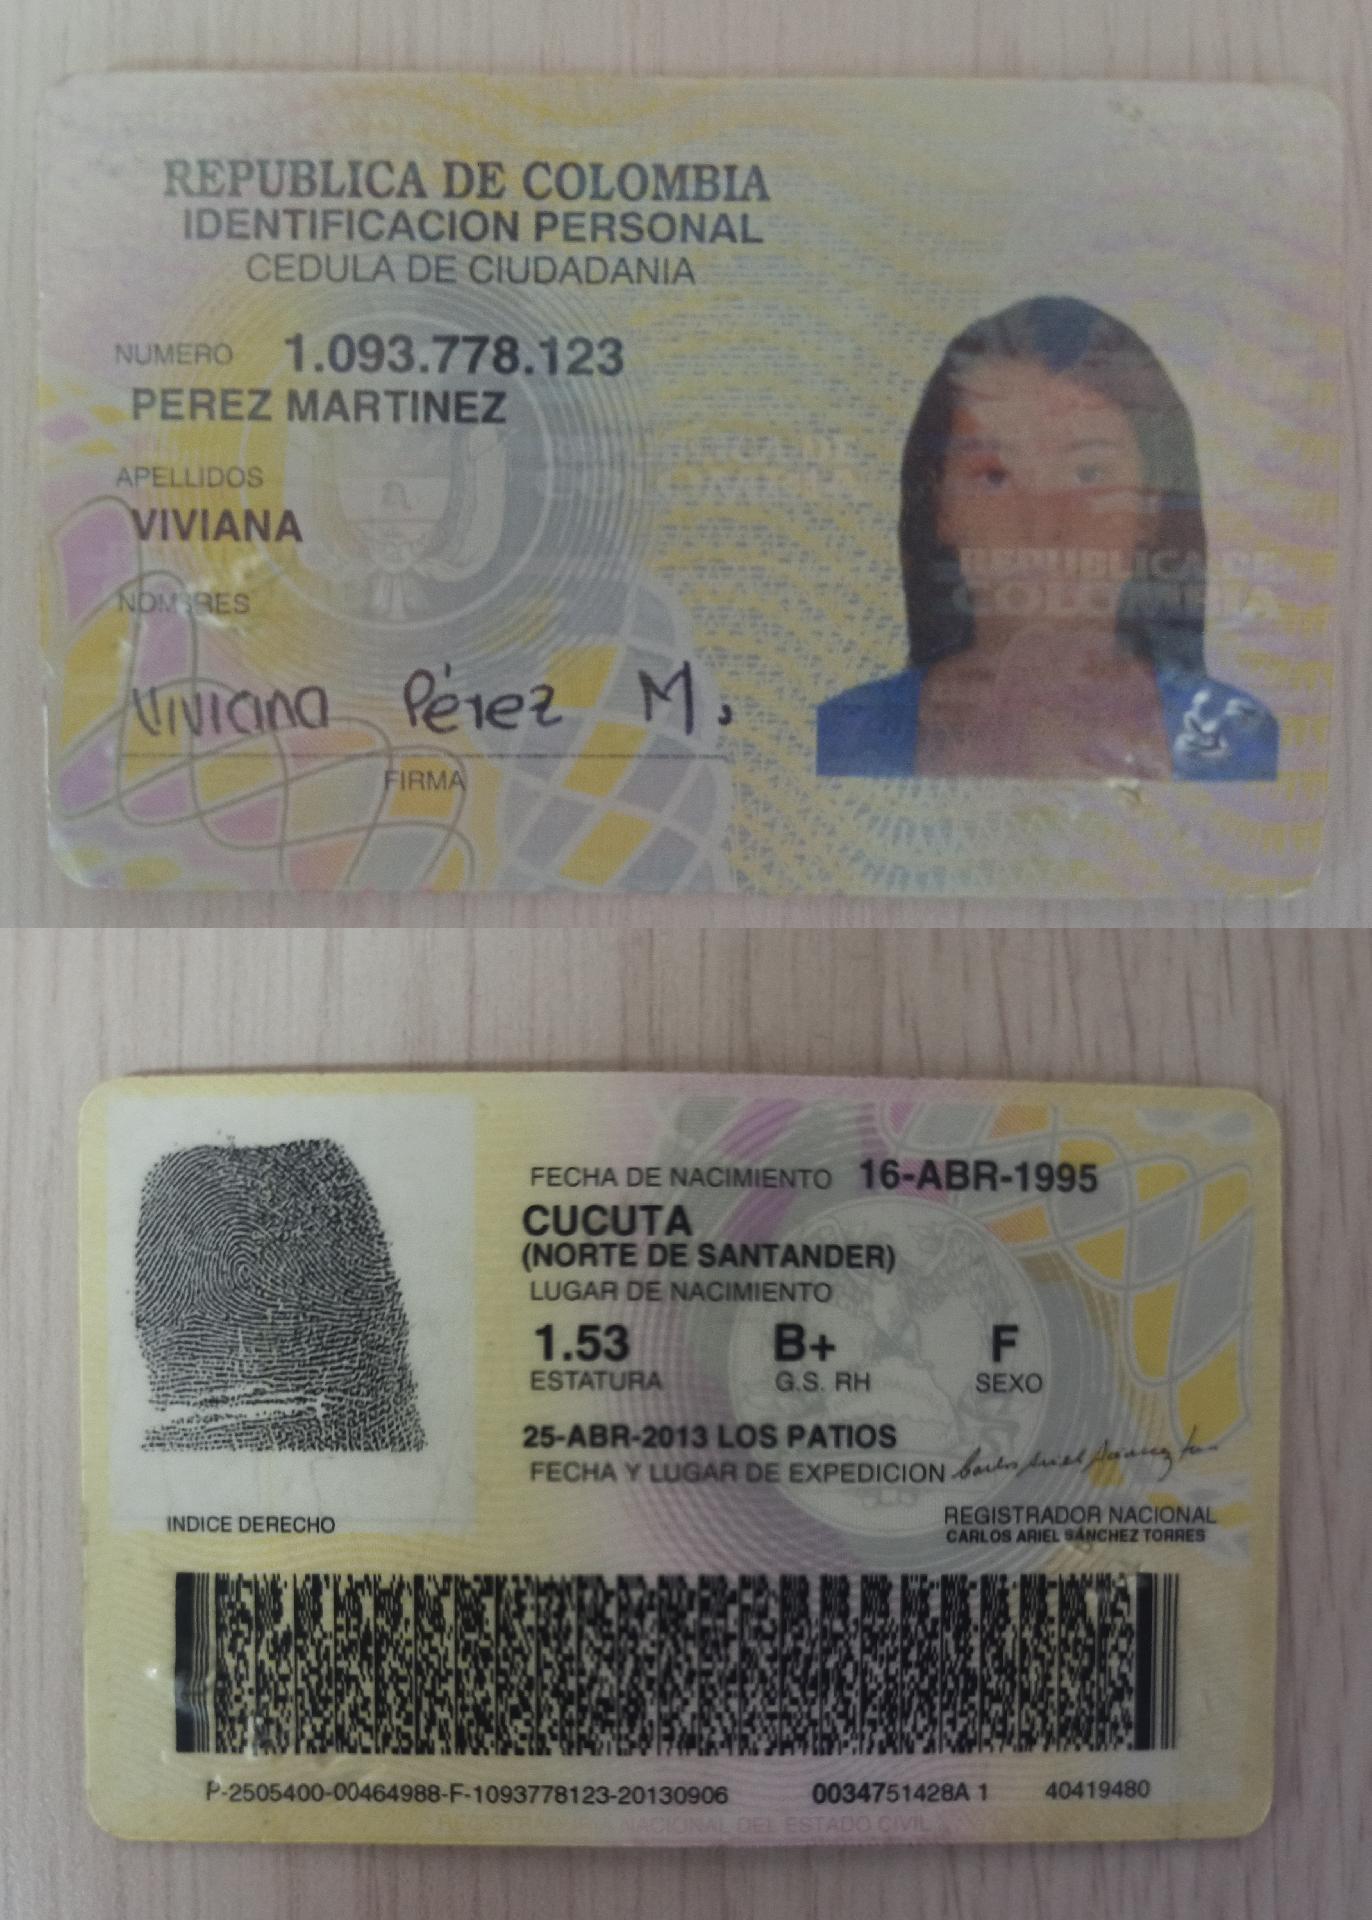 REPUBLICA DE COLOMBIA
IDENTIFICACION PERSONAL
CEDULA DE CIUDADANIA
NUMERO 1.093.778.123
PEREZ MARTINEZ
APELLIDOS
VIVIANA
NOMBRES
Viviana Pérez M.
FIRMA
REPUBLICA DE
COLOMBIA
FECHA DE NACIMIENTO 16-ABR-1995
CUCUTA
(NORTE DE SANTANDER)
LUGAR DE NACIMIENTO
1.53 B+ F
ESTATURA G.S. RH SEXO
25-ABR-2013 LOS PATIOS
FECHA Y LUGAR DE EXPEDICION
INDICE DERECHO
REGISTRADOR NACIONAL
CARLOS ARIEL SÁNCHEZ TORRES
P-2505400-00464988-F-1093778123-20130906 0034751428A 1 40419480
REGISTRADURIA NACIONAL DEL ESTADO CIVIL